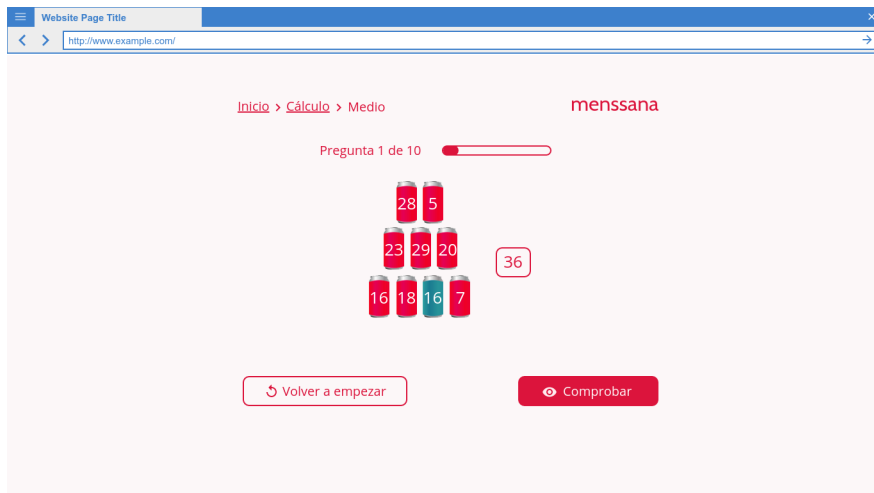 Website Page Title
http://www.example.com/
Inicio > Cálculo > Medio
menssana
Pregunta 1 de 10
28 5
23 29 20
36
16 18 16 7
Volver a empezar
Comprobar